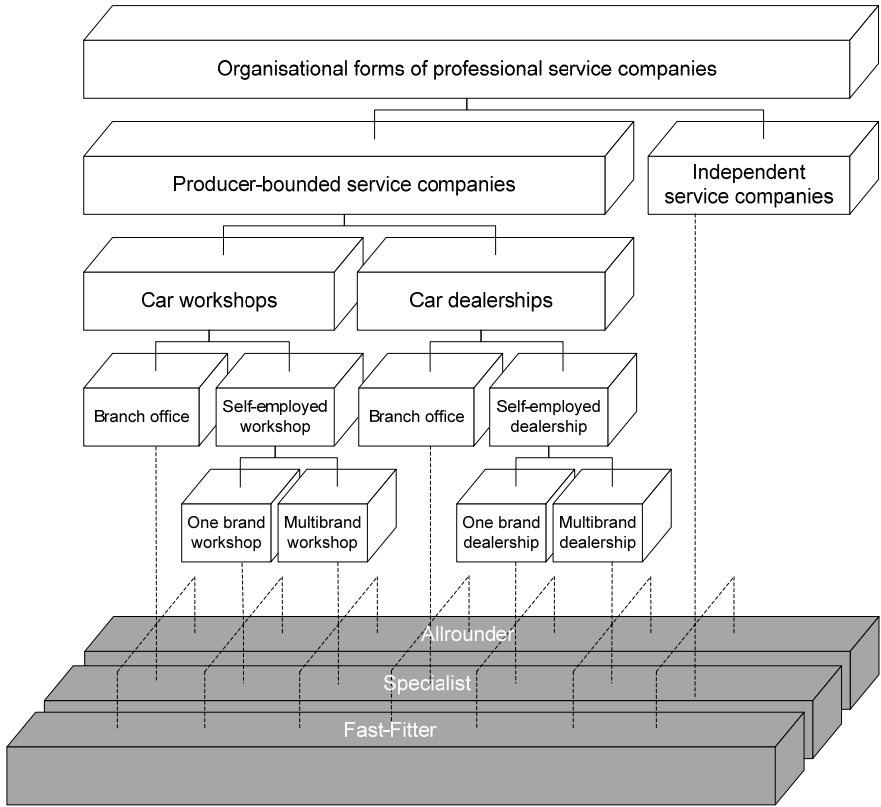 Organisational forms of professional service companies
Producer-bounded service companies
Independent
service companies
Car workshops
Car dealerships
Branch office
Self-employed
workshop
Branch office
Self-employed
dealership
One brand
workshop
Multibrand
workshop
One brand
dealership
Multibrand
dealership
Allrounder
Specialist
Fast-Fitter